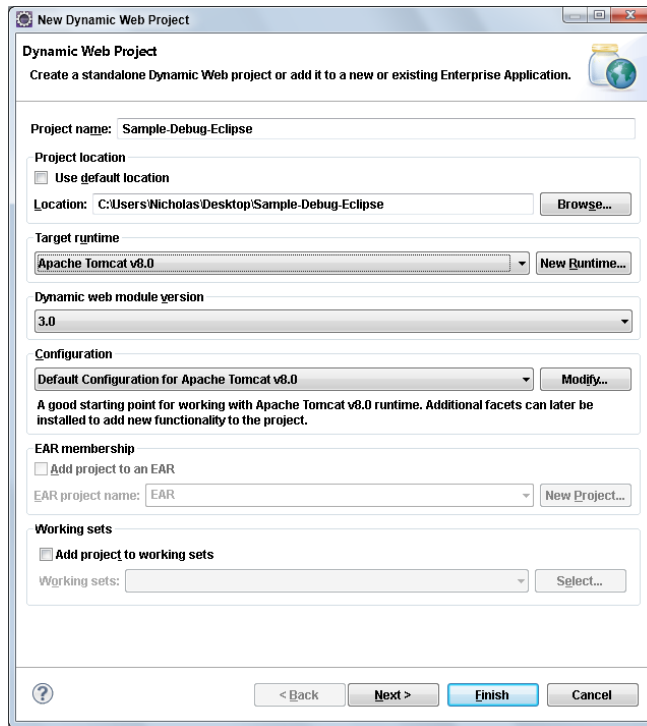 New Dynamic Web Project
Dynamic Web Project
Create a standalone Dynamic Web project or add it to a new or existing Enterprise Application.
Project name: Sample-Debug-Eclipse
Project location
Use default location
Location: C:\Users\Nicholas\Desktop\Sample-Debug-Eclipse Browse...
Target runtime
Apache Tomcat v8.0 New Runtime...
Dynamic web module version
3.0
Configuration
Default Configuration for Apache Tomcat v8.0 Modify...
A good starting point for working with Apache Tomcat v8.0 runtime. Additional facets can later be
installed to add new functionality to the project.
EAR membership
Add project to an EAR
EAR project name: EAR New Project...
Working sets
Add project to working sets
Working sets: Select...
? < Back Next > Finish Cancel